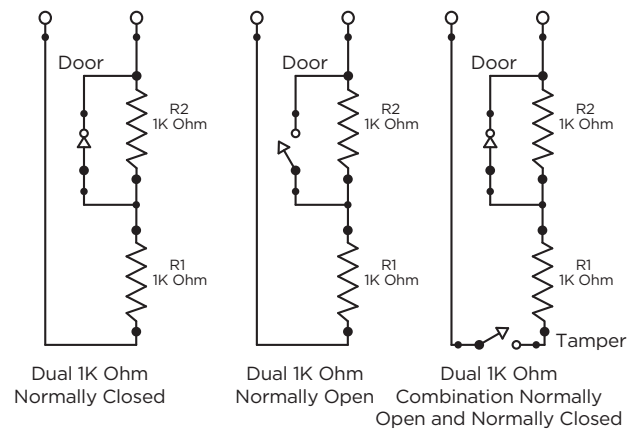 Door
R2
1K Ohm
R1
1K Ohm
Dual 1K Ohm
Normally Closed
Door
R2
1K Ohm
R1
1K Ohm
Dual 1K Ohm
Normally Open
Door
R2
1K Ohm
R1
1K Ohm
Tamper
Dual 1K Ohm
Combination Normally
Open and Normally Closed